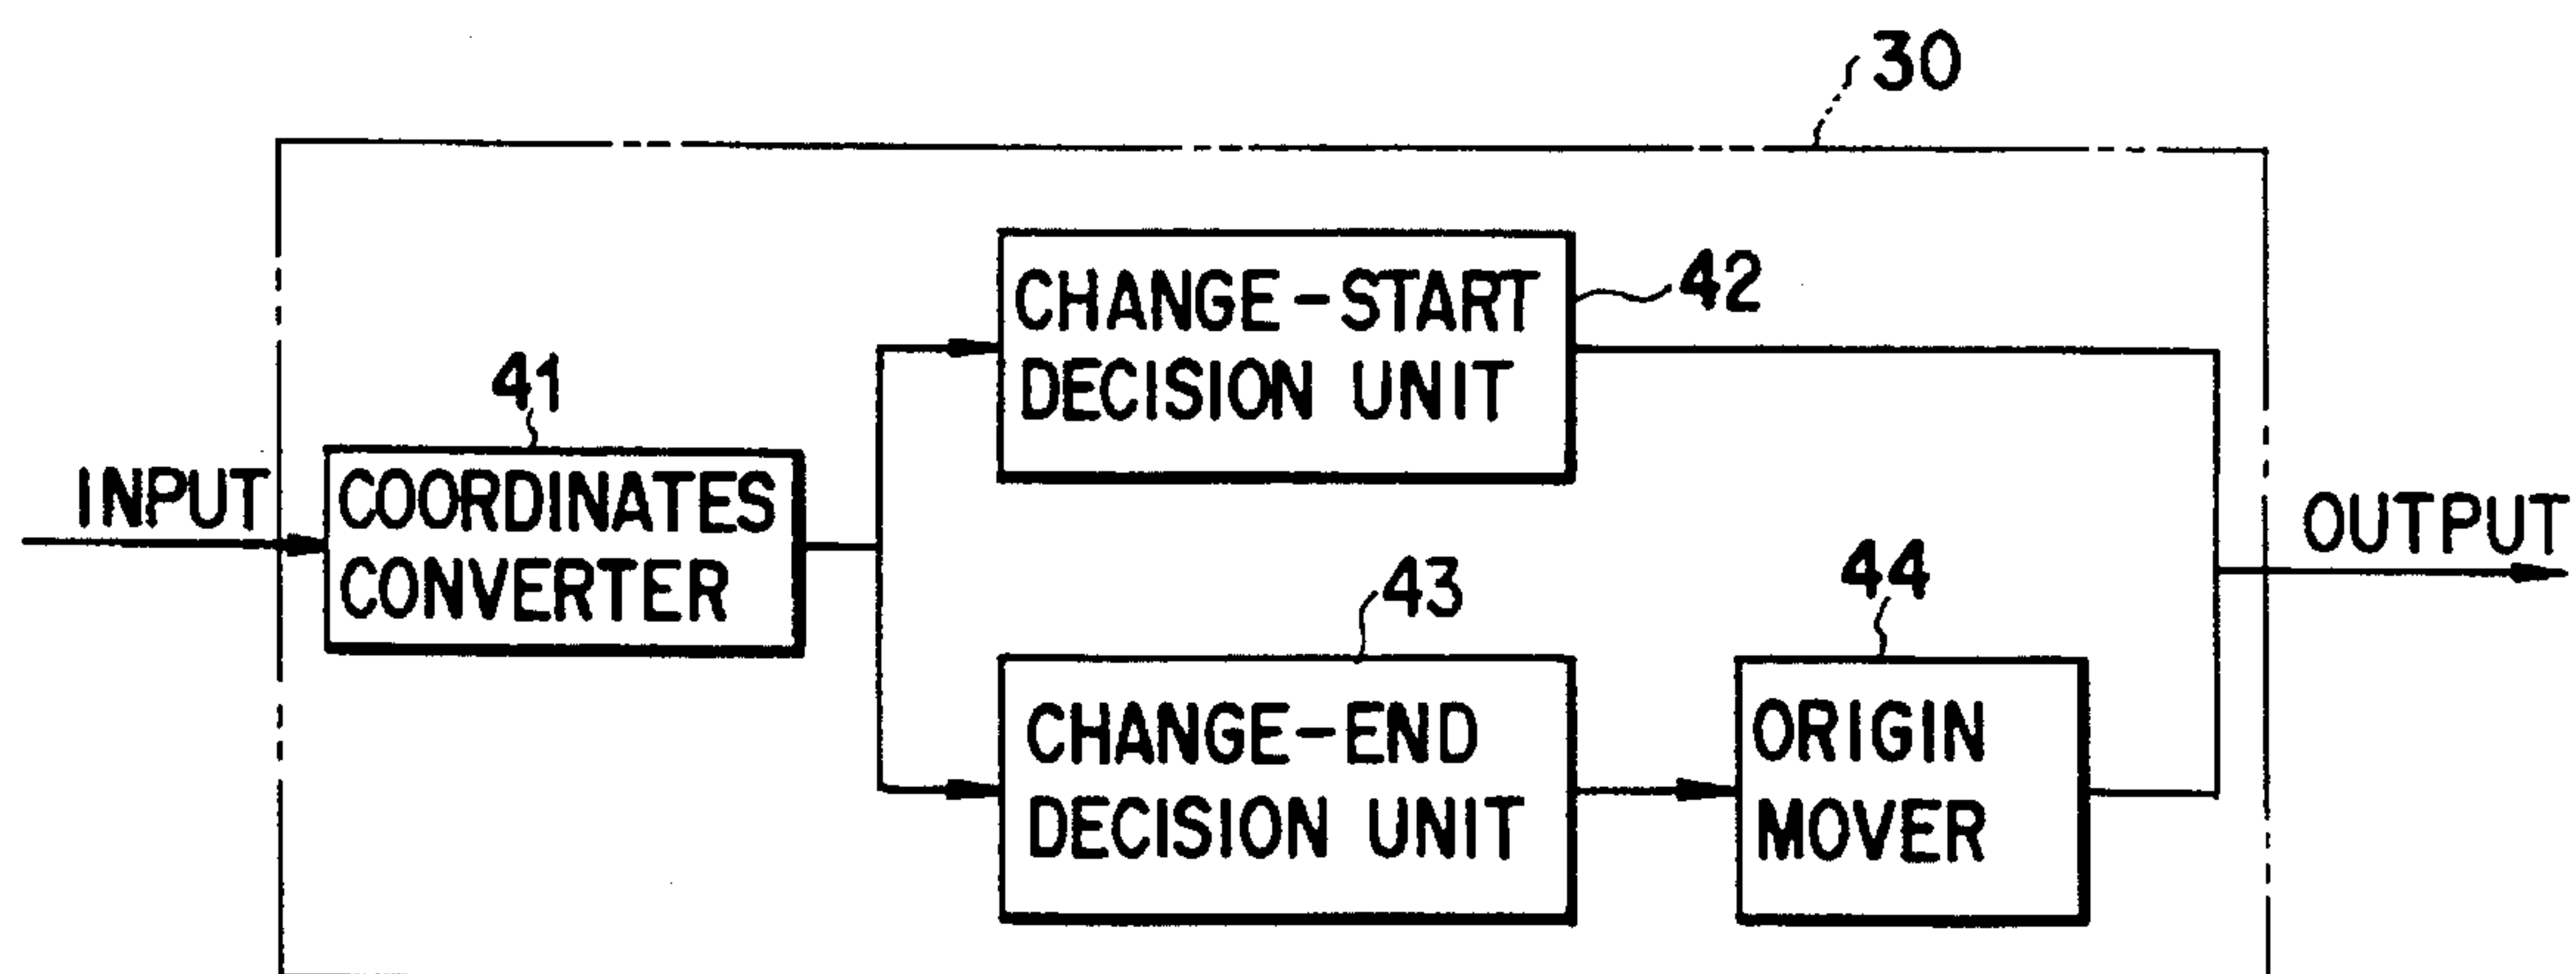 30
CHANGE-START
DECISION UNIT
42
41
INPUT
COORDINATES
CONVERTER
OUTPUT
43
44
CHANGE-END
DECISION UNIT
ORIGIN
MOVER